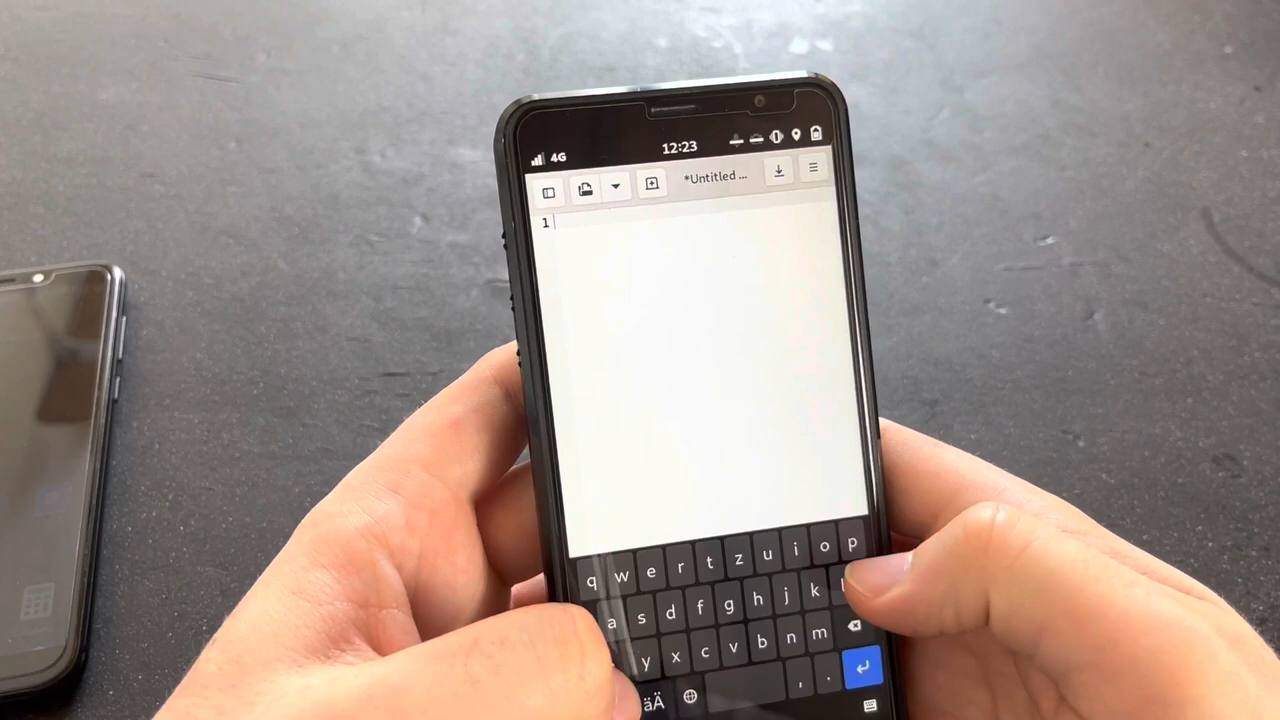 4G 12:23
*Untitled ...
1
q w e r t z u i o p
a s d f g h j k
y x c v b n m
äÄ , .